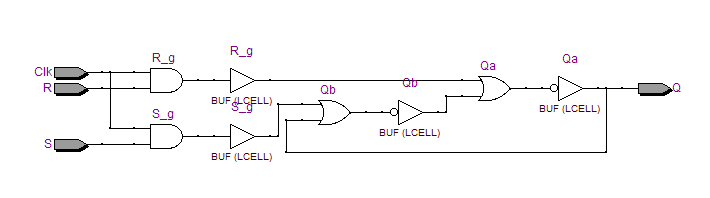 Clk
R
S
R_g
R_g
BUF (LCELL)
S_g
S_g
BUF (LCELL)
Qb
Qb
BUF (LCELL)
Qa
Qa
BUF (LCELL)
Q